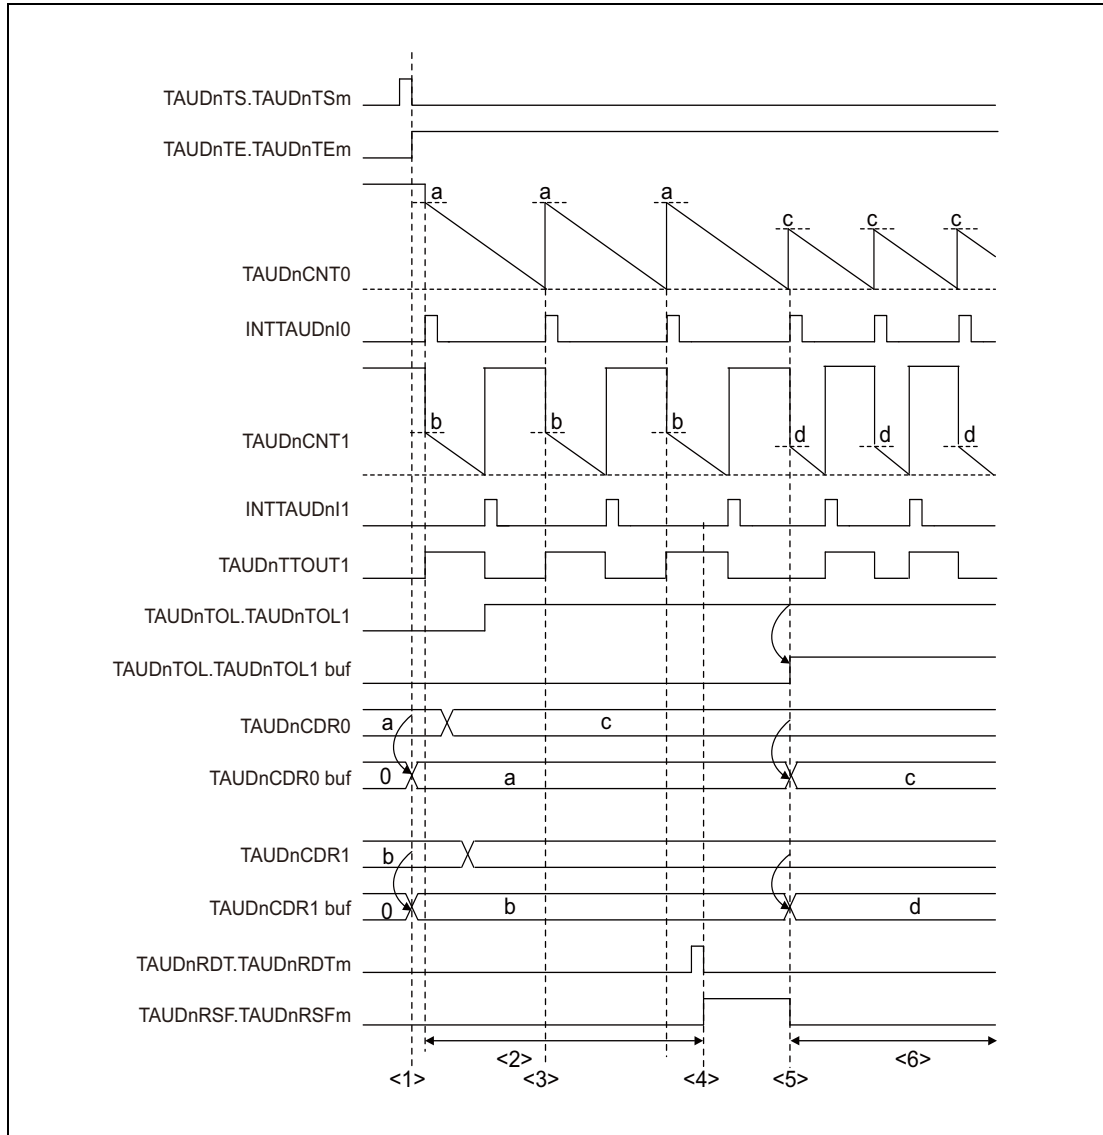 TAUDnTS.TAUDnTSm
TAUDnTE.TAUDnTEm
a a a
c c c
TAUDnCNT0
INTTAUDnI0
b b b
TAUDnCNT1
d d d
INTTAUDnI1
TAUDnTTOUT1
TAUDnTOL.TAUDnTOL1
TAUDnTOL.TAUDnTOL1 buf
TAUDnCDR0 a c
TAUDnCDR0 buf 0 a c
TAUDnCDR1 b
TAUDnCDR1 buf 0 b d
TAUDnRDT.TAUDnRDTm
TAUDnRSF.TAUDnRSFm
<2> <6>
<1> <3> <4> <5>